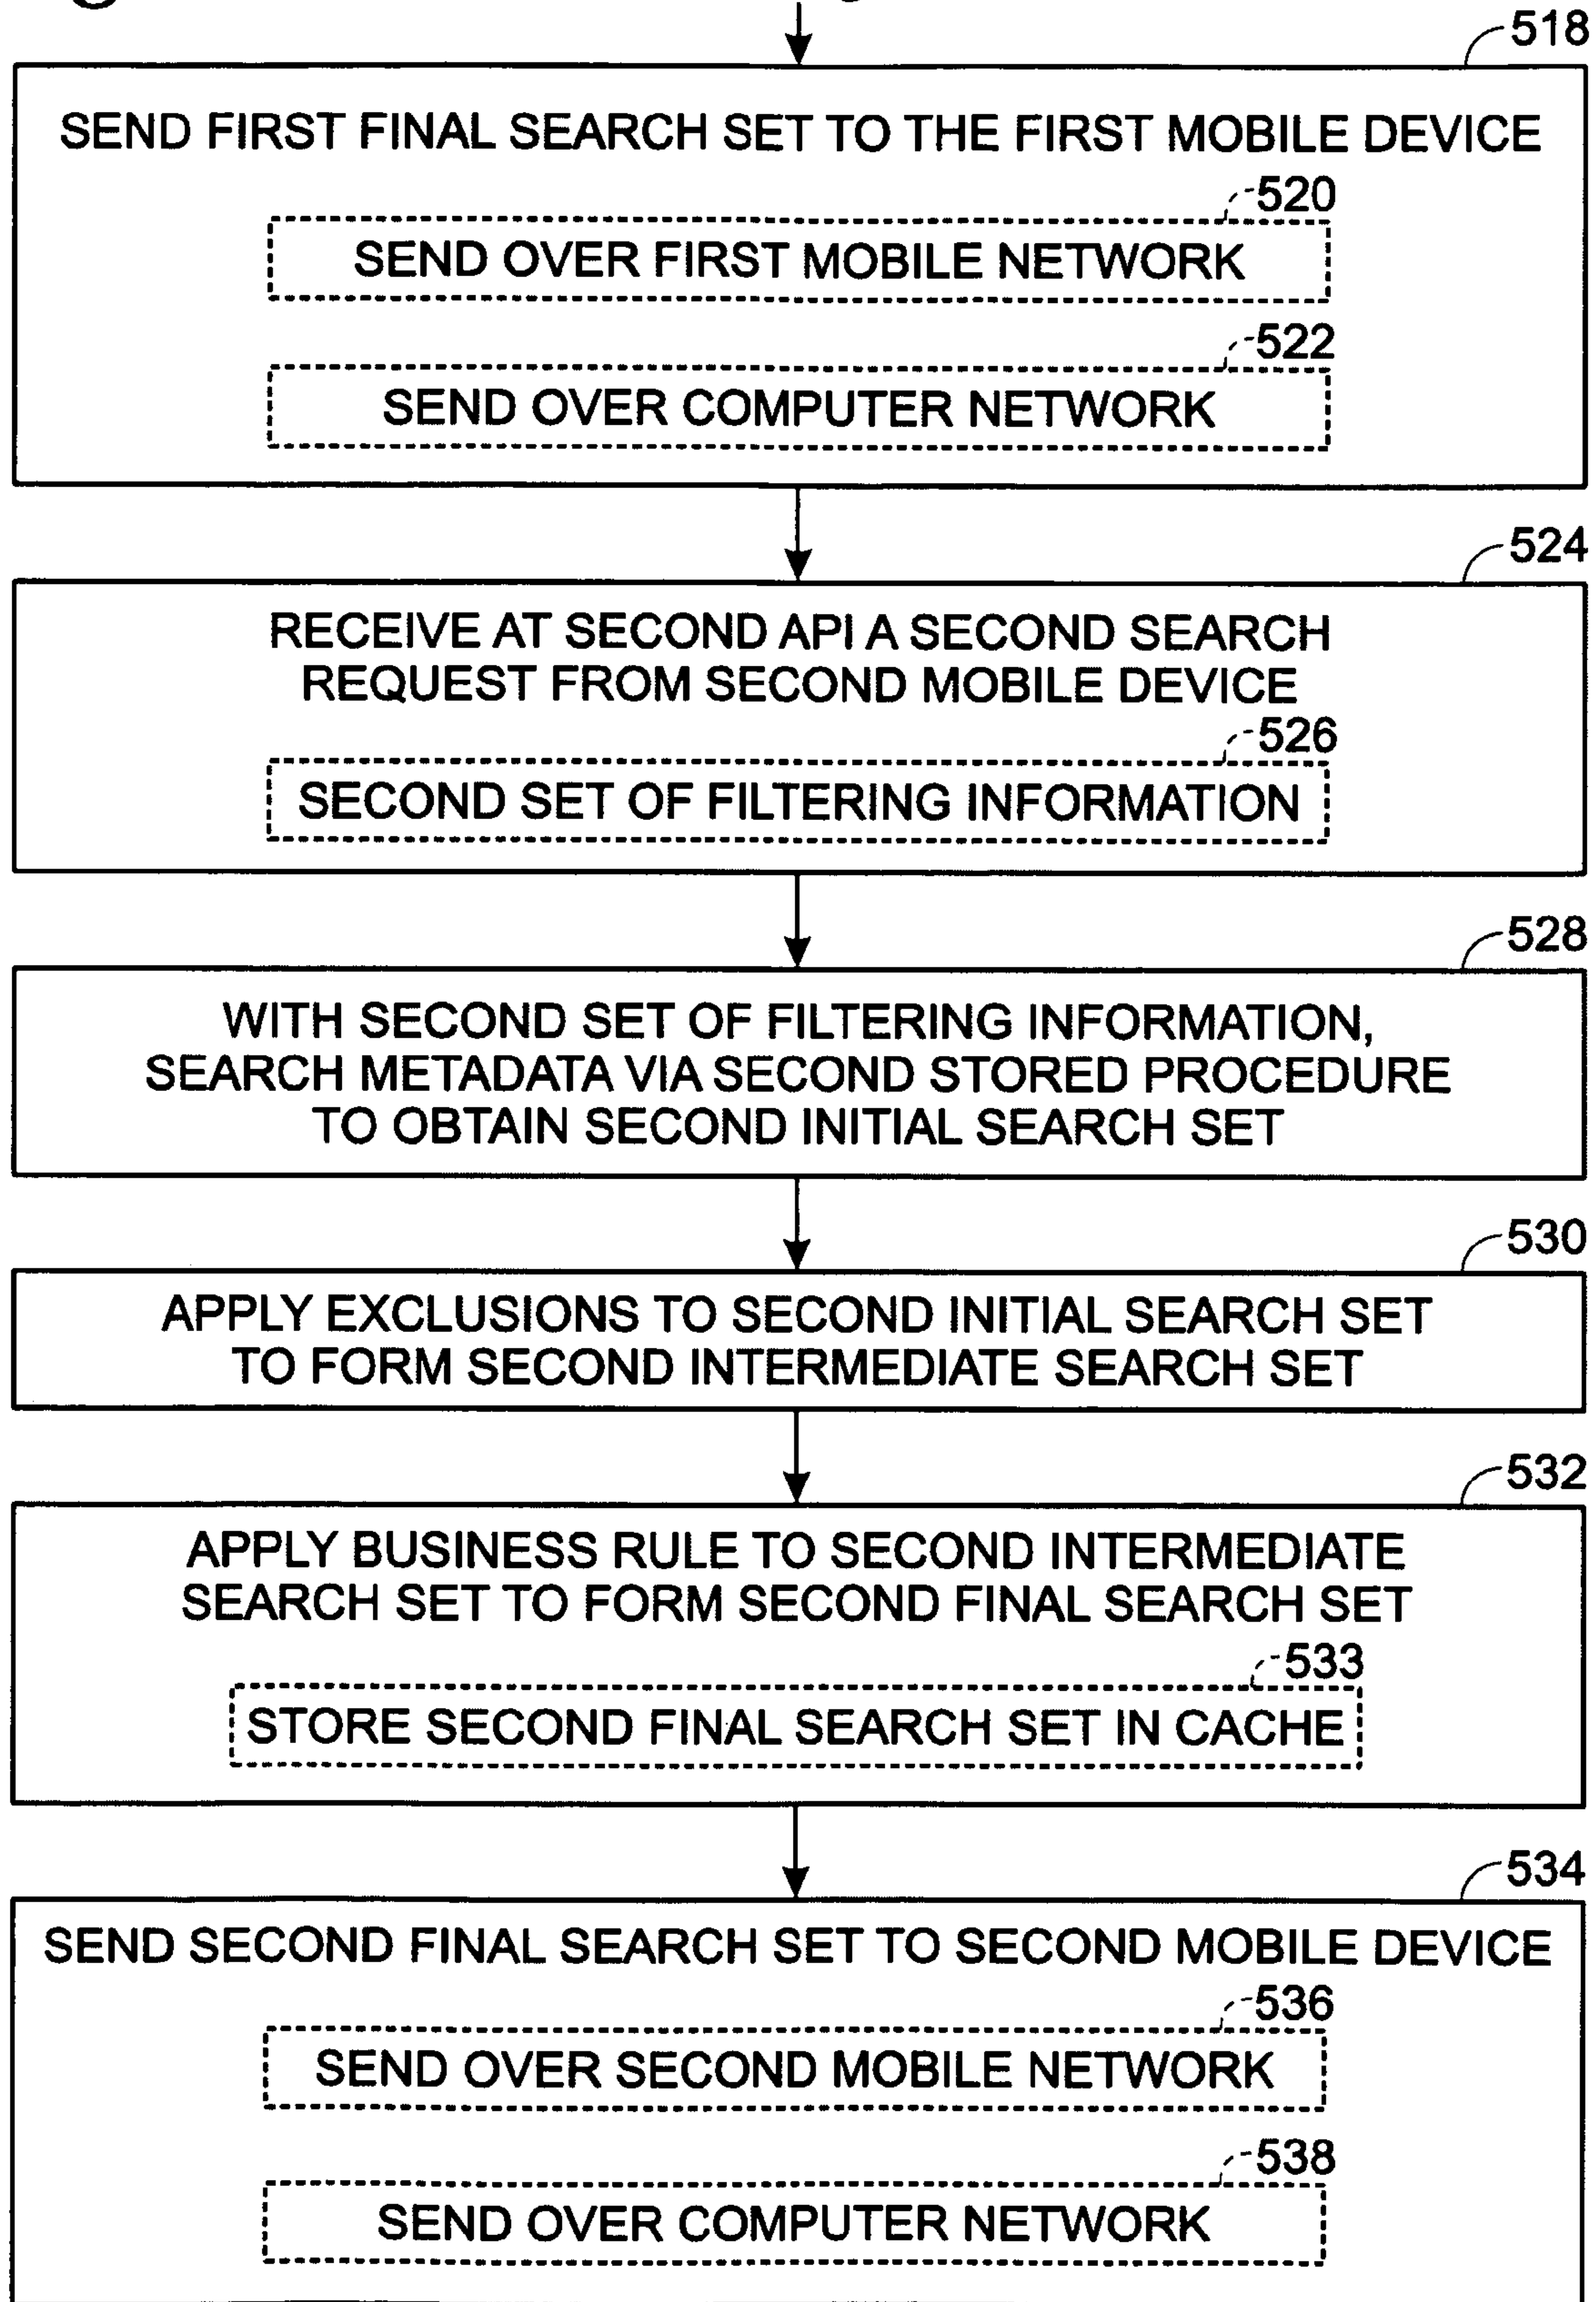 518
SEND FIRST FINAL SEARCH SET TO THE FIRST MOBILE DEVICE
520
SEND OVER FIRST MOBILE NETWORK
522
SEND OVER COMPUTER NETWORK
524
RECEIVE AT SECOND API A SECOND SEARCH
REQUEST FROM SECOND MOBILE DEVICE
526
SECOND SET OF FILTERING INFORMATION
528
WITH SECOND SET OF FILTERING INFORMATION,
SEARCH METADATA VIA SECOND STORED PROCEDURE
TO OBTAIN SECOND INITIAL SEARCH SET
530
APPLY EXCLUSIONS TO SECOND INITIAL SEARCH SET
TO FORM SECOND INTERMEDIATE SEARCH SET
532
APPLY BUSINESS RULE TO SECOND INTERMEDIATE
SEARCH SET TO FORM SECOND FINAL SEARCH SET
533
STORE SECOND FINAL SEARCH SET IN CACHE
534
SEND SECOND FINAL SEARCH SET TO SECOND MOBILE DEVICE
536
SEND OVER SECOND MOBILE NETWORK
538
SEND OVER COMPUTER NETWORK